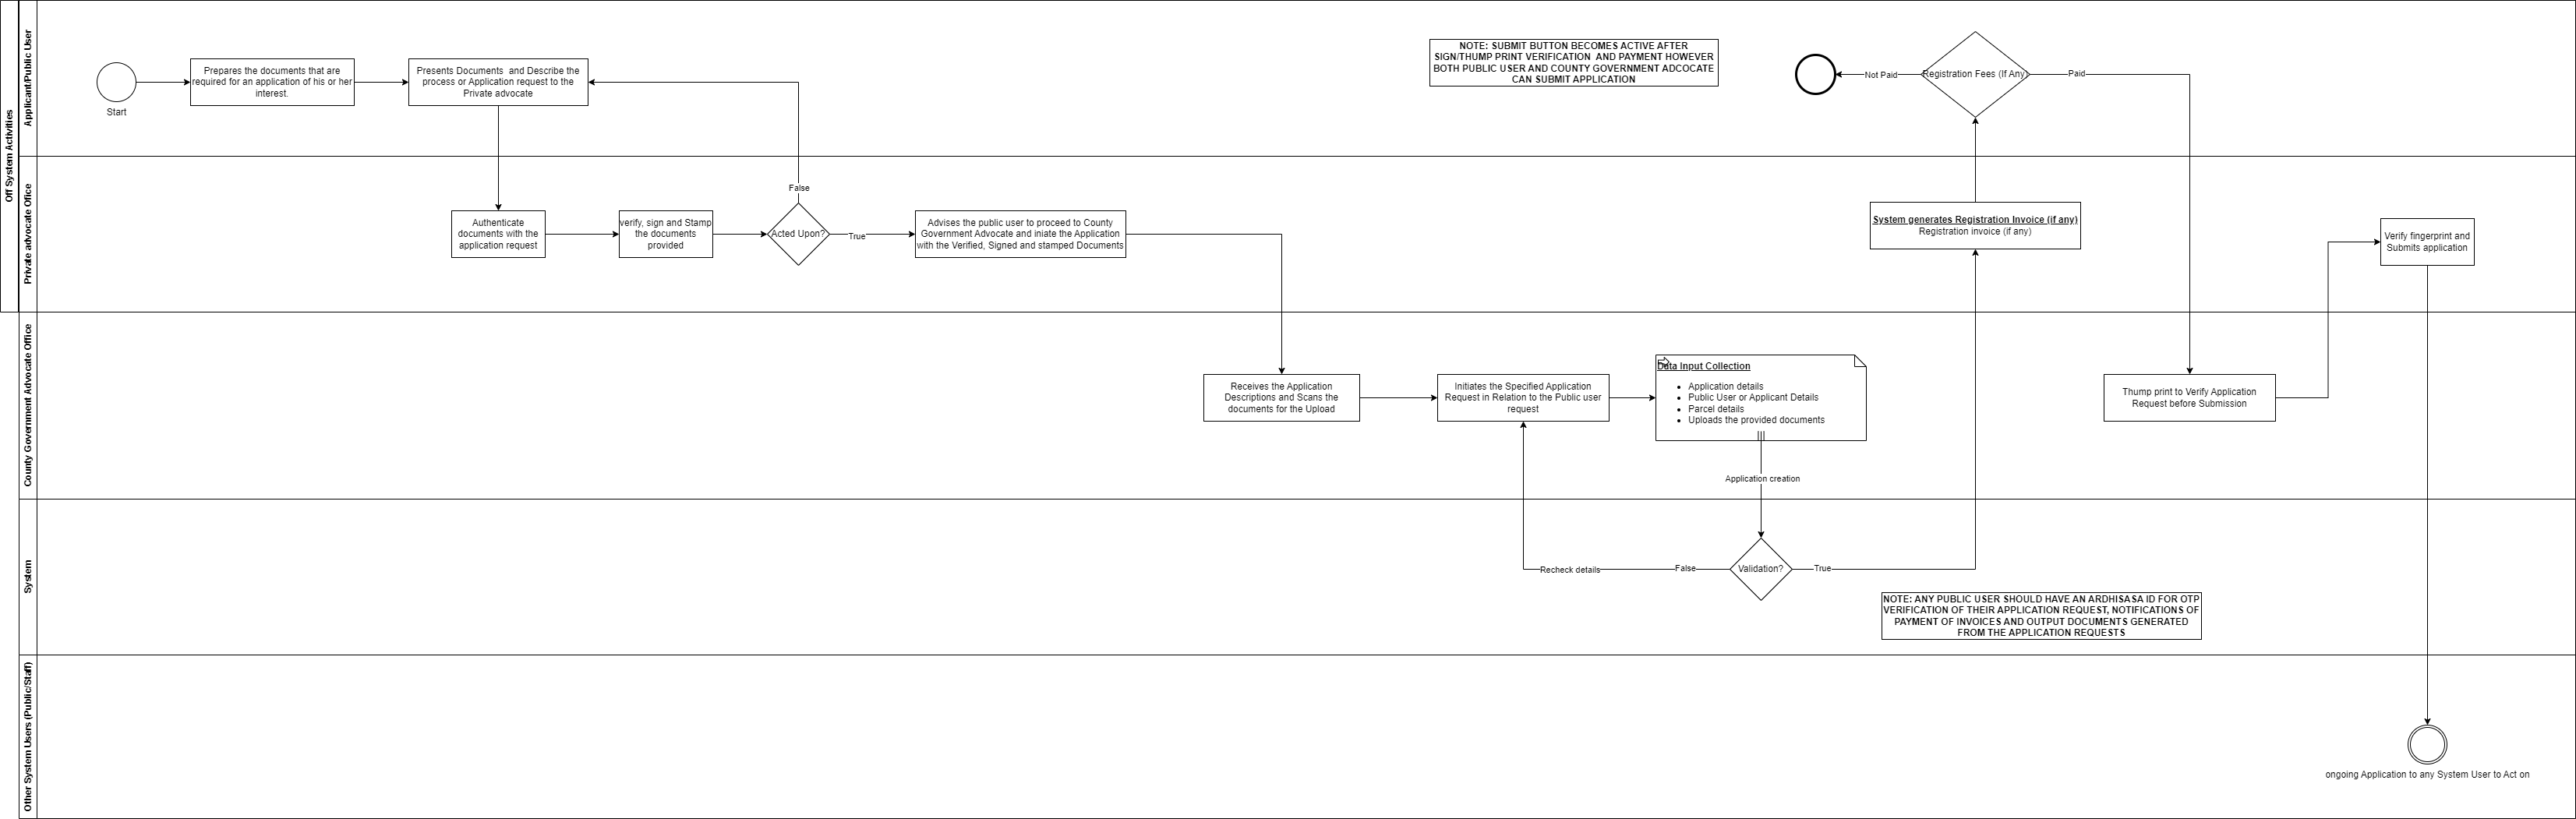 Off System Activities
Applicant/Public User
Start
Prepares the documents that are
required for an application of his or her
interest.
Presents Documents  and Describe the
process or Application request to the
Private advocate
NOTE: SUBMIT BUTTON BECOMES ACTIVE AFTER
SIGN/THUMP PRINT VERIFICATION  AND PAYMENT HOWEVER
BOTH PUBLIC USER AND COUNTY GOVERNMENT ADCOCATE
CAN SUBMIT APPLICATION
Not Paid
Registration Fees (If Any)
Paid
Private advocate Ofiice
Authenticate
documents with the
application request
verify, sign and Stamp
the documents
provided
False
Acted Upon?
True
Advises the public user to proceed to County
Government Advocate and iniate the Application
with the Verified, Signed and stamped Documents
System generates Registration Invoice (if any)
Registration invoice (if any)
Verify fingerprint and
Submits application
County Government Advocate Office
Receives the Application
Descriptions and Scans the
documents for the Upload
Initiates the Specified Application
Request in Relation to the Public user
request
Data Input Collection
• Application details
• Public User or Applicant Details
• Parcel details
• Uploads the provided documents
Thump print to Verify Application
Request before Submission
Application creation
System
Recheck details
False
Validation?
True
NOTE: ANY PUBLIC USER SHOULD HAVE AN ARDHISASA ID FOR OTP
VERIFICATION OF THEIR APPLICATION REQUEST, NOTIFICATIONS OF
PAYMENT OF INVOICES AND OUTPUT DOCUMENTS GENERATED
FROM THE APPLICATION REQUESTS
Other System Users (Public/Staff)
ongoing Application to any System User to Act on